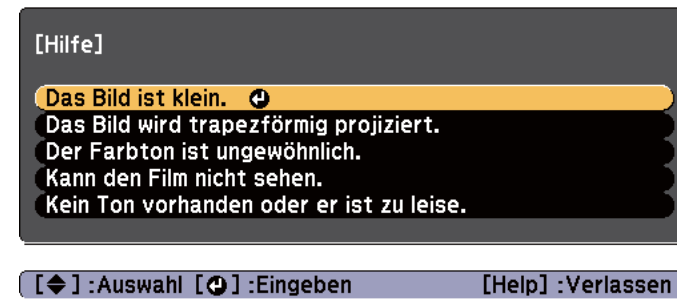 [Hilfe]
Das Bild ist klein.
Das Bild wird trapezförmig projiziert.
Der Farbton ist ungewöhnlich.
Kann den Film nicht sehen.
Kein Ton vorhanden oder er ist zu leise.
[◆] :Auswahl [⏎] :Eingeben [Help] :Verlassen